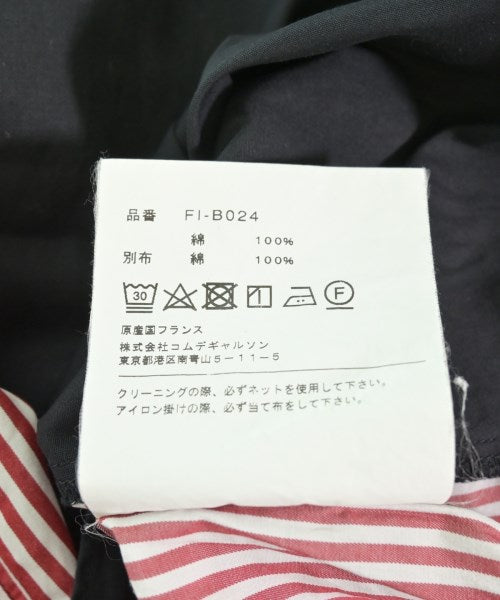 品番 FI-B024
綿 100%
別布 綿 100%
30 F
原産国フランス
株式会社コムデギャルソン
東京都港区南青山5-11-5
クリーニングの際、必ずネットを使用して下さい。
アイロン掛けの際、必ず当て布をして下さい。